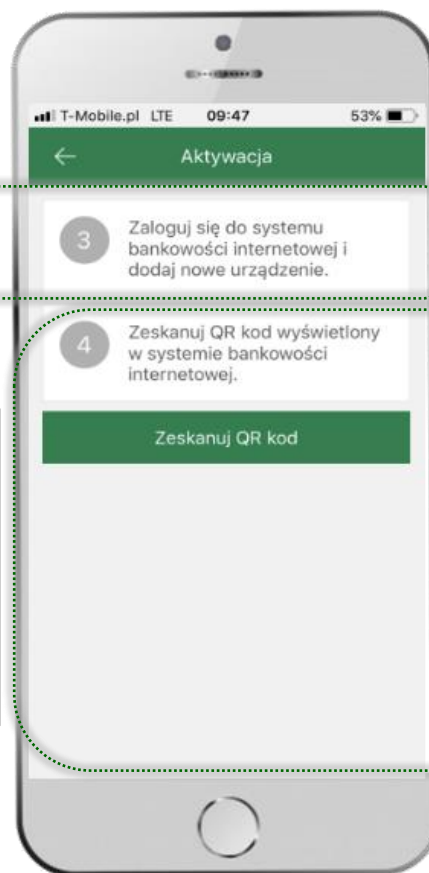 T-Mobile.pl LTE 09:47 53%
Aktywacja
3
Zaloguj się do systemu
bankowości internetowej i
dodaj nowe urządzenie.
4
Zeskanuj QR kod wyświetlony
w systemie bankowości
internetowej.
Zeskanuj QR kod